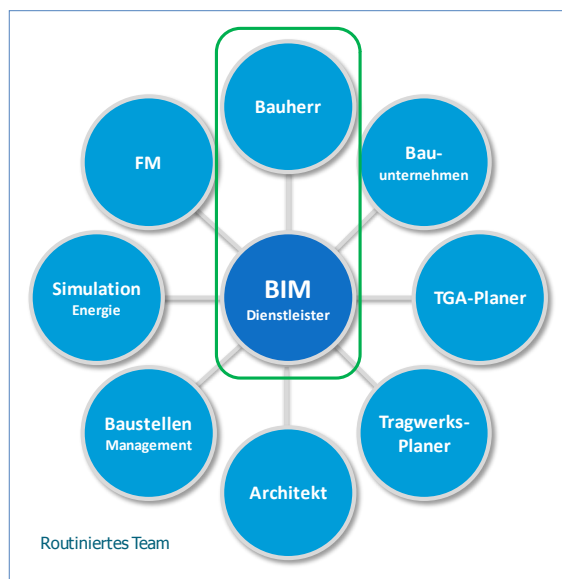 Bauherr
FM
Bau-
unternehmen
Simulation
Energie
BIM
Dienstleister
TGA-Planer
Baustellen
Management
Tragwerks-
Planer
Architekt
Routiniertes Team